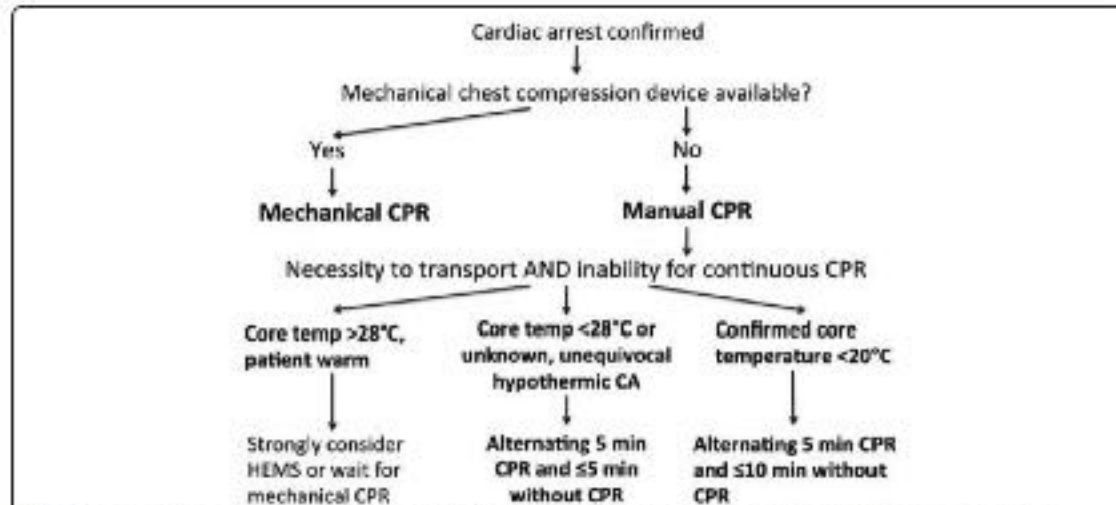 Cardiac arrest confirmed
Mechanical chest compression device available?
Yes
No
Mechanical CPR
Manual CPR
Necessity to transport AND inability for continuous CPR
Core temp >28°C,
patient warm
Core temp <28°C or
unknown, unequivocal
hypothermic CA
Confirmed core
temperature <20°C
Strongly consider
HEMS or wait for
mechanical CPR
Alternating 5 min
CPR and ≤5 min
without CPR
Alternating 5 min CPR
and ≤10 min without
CPR